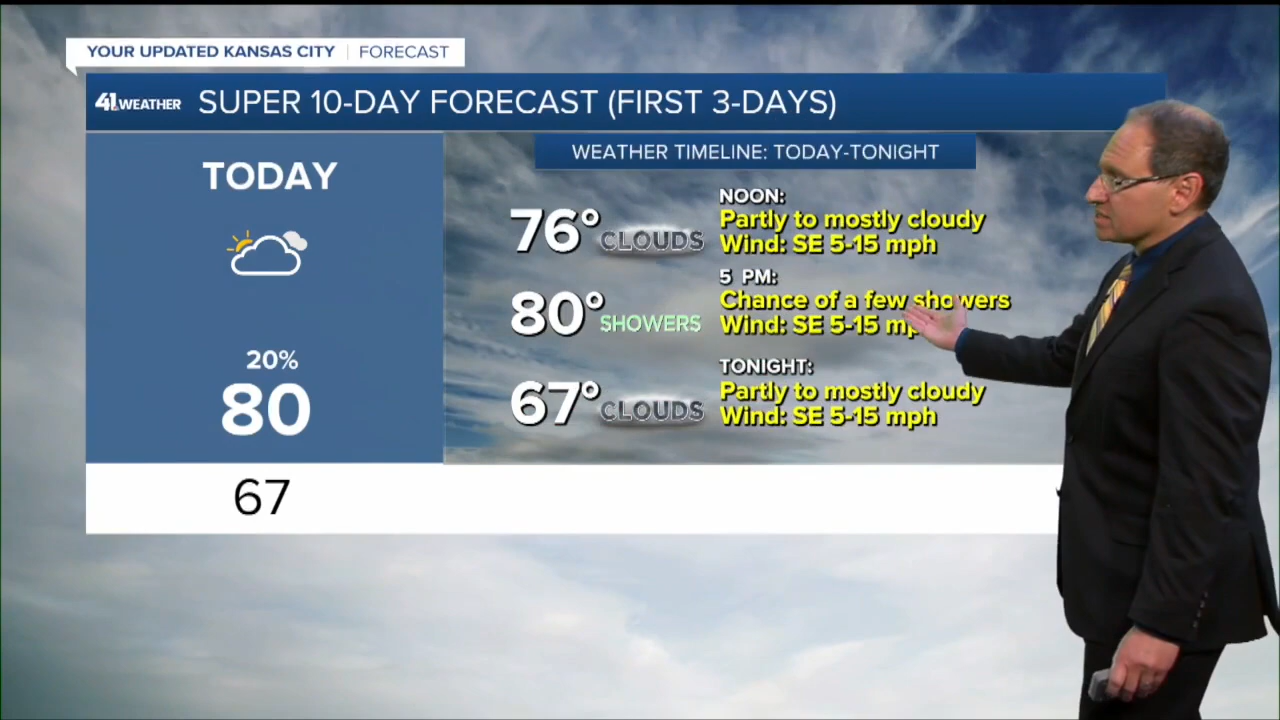 YOUR UPDATED KANSAS CITY | FORECAST
41 WEATHER SUPER 10-DAY FORECAST (FIRST 3-DAYS)
TODAY
20%
80
67
WEATHER TIMELINE: TODAY-TONIGHT
NOON:
76° CLOUDS
Partly to mostly cloudy
Wind: SE 5-15 mph
5 PM:
80° SHOWERS
Chance of a few showers
Wind: SE 5-15 mp
TONIGHT:
67° CLOUDS
Partly to mostly cloudy
Wind: SE 5-15 mph